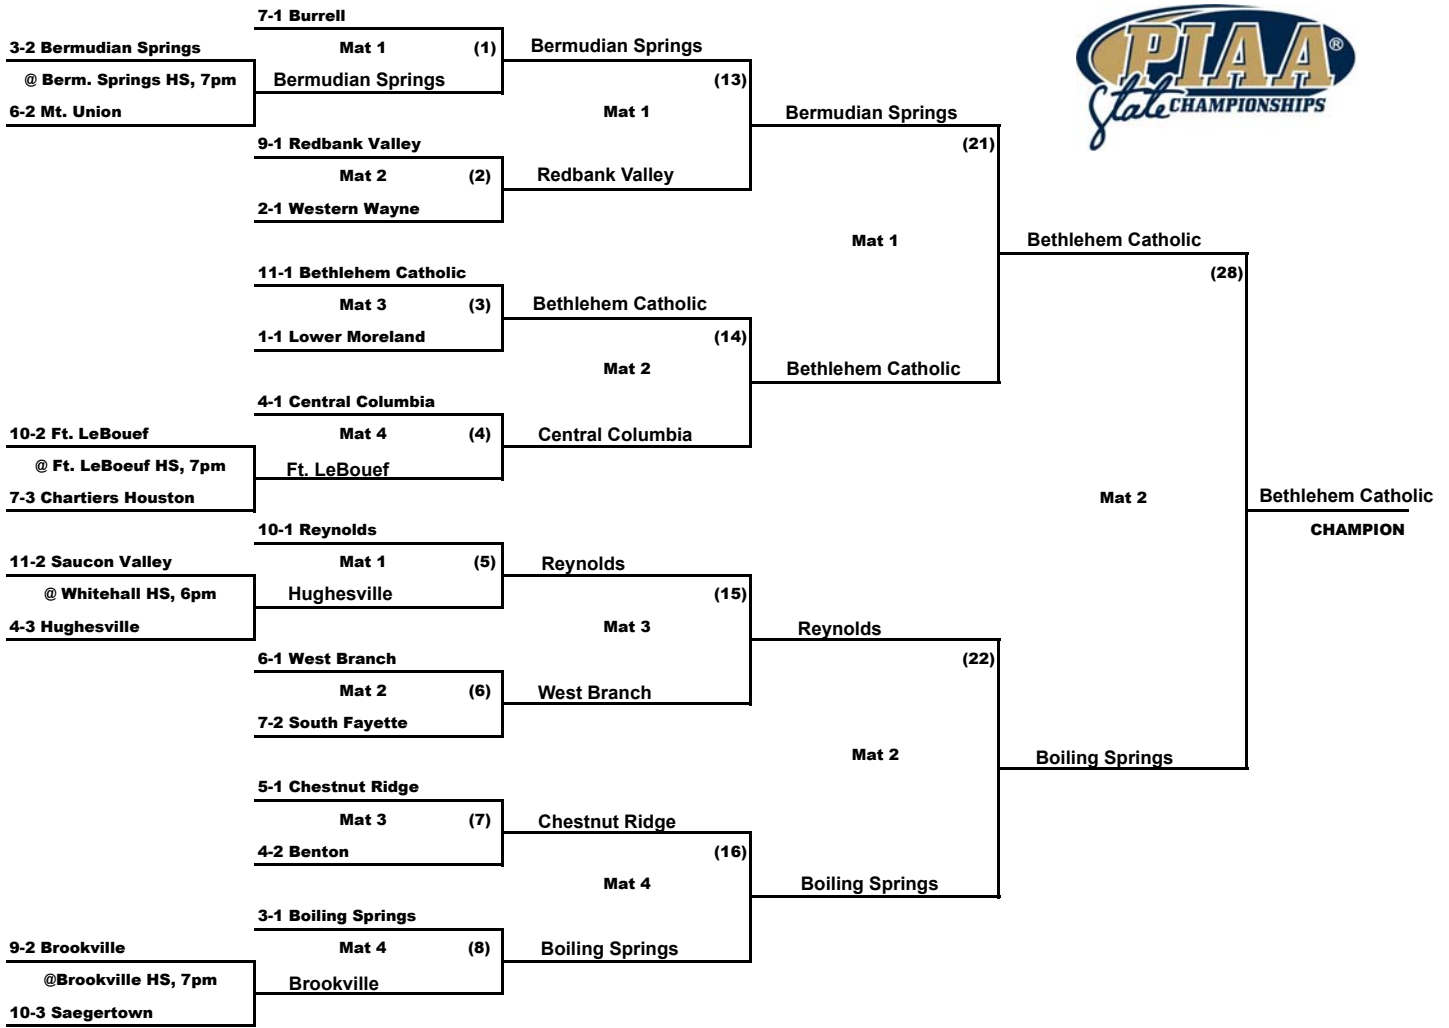 7-1 Burrell
3-2 Bermudian Springs
Mat 1
(1)
Bermudian Springs
@ Berm. Springs HS, 7pm
Bermudian Springs
(13)
6-2 Mt. Union
Mat 1
Bermudian Springs
PIAA®
State CHAMPIONSHIPS
9-1 Redbank Valley
(21)
Mat 2
(2)
Redbank Valley
2-1 Western Wayne
Mat 1
Bethlehem Catholic
11-1 Bethlehem Catholic
(28)
Mat 3
(3)
Bethlehem Catholic
1-1 Lower Moreland
(14)
Mat 2
Bethlehem Catholic
4-1 Central Columbia
10-2 Ft. LeBouef
Mat 4
(4)
Central Columbia
@ Ft. LeBoeuf HS, 7pm
Ft. LeBouef
7-3 Chartiers Houston
Mat 2
Bethlehem Catholic
10-1 Reynolds
CHAMPION
11-2 Saucon Valley
Mat 1
(5)
Reynolds
@ Whitehall HS, 6pm
Hughesville
(15)
4-3 Hughesville
Mat 3
Reynolds
6-1 West Branch
(22)
Mat 2
(6)
West Branch
7-2 South Fayette
Mat 2
Boiling Springs
5-1 Chestnut Ridge
Mat 3
(7)
Chestnut Ridge
4-2 Benton
(16)
Mat 4
Boiling Springs
3-1 Boiling Springs
9-2 Brookville
Mat 4
(8)
Boiling Springs
@Brookville HS, 7pm
Brookville
10-3 Saegertown